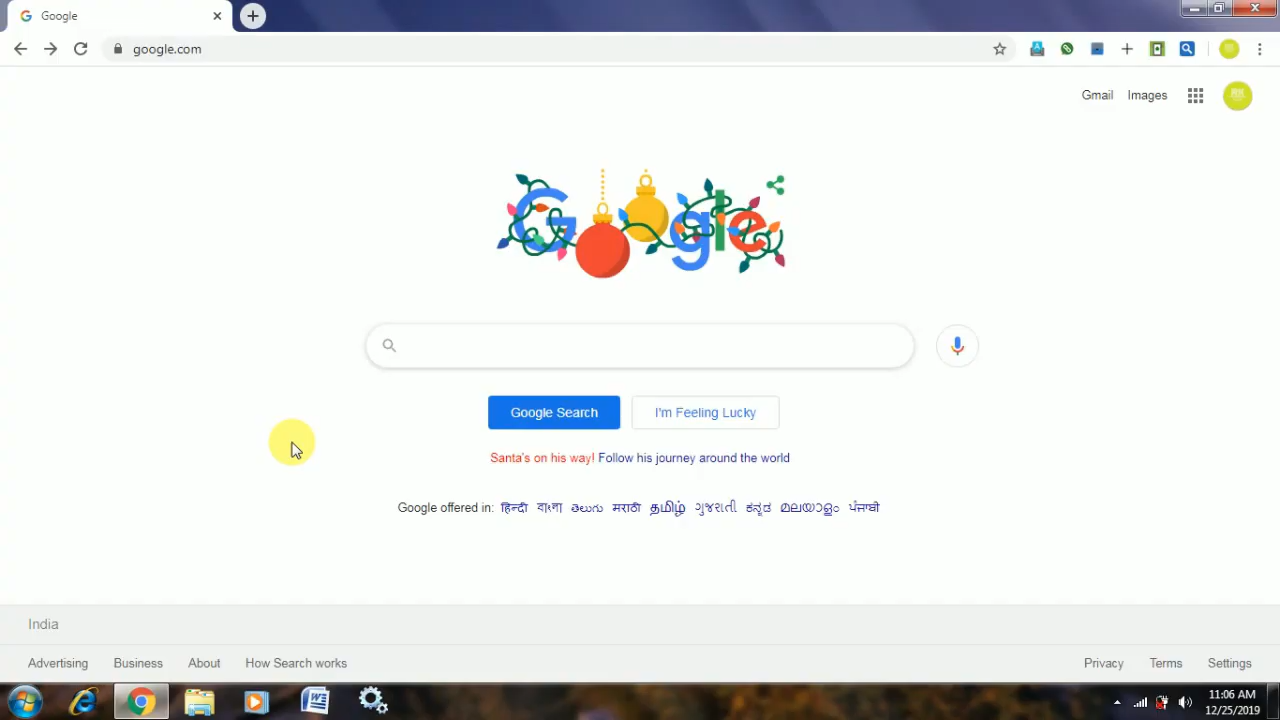 Google
google.com
Gmail Images
Google
Google Search I'm Feeling Lucky
Santa's on his way! Follow his journey around the world
Google offered in: हिन्दी বাংলা తెలుగు मराठी தமிழ் ગુજરાતી ಕನ್ನಡ മലയാളം ਪੰਜਾਬੀ
India
Advertising Business About How Search works Privacy Terms Settings
11:06 AM
12/25/2019